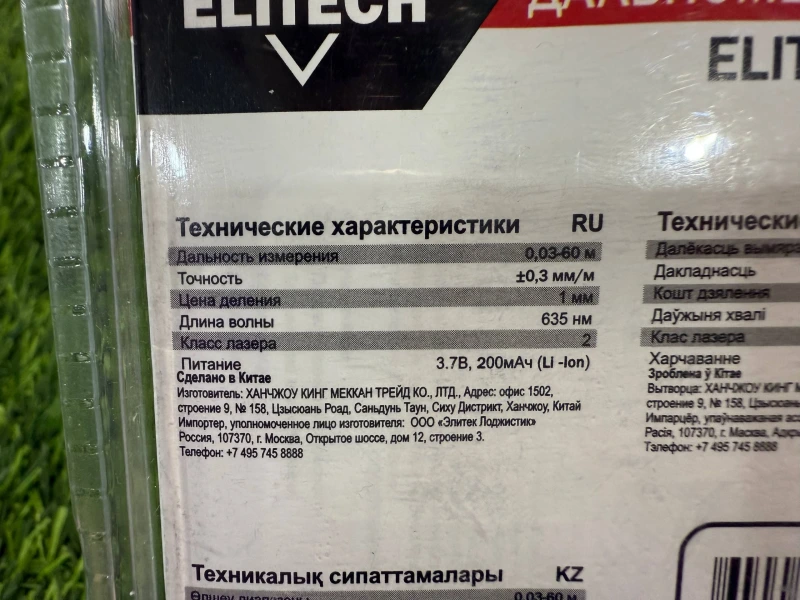 ELITECH
ELIT
Технические характеристики RU
Дальность измерения 0,03-60 м
Точность ±0,3 мм/м
Цена деления 1 мм
Длина волны 635 нм
Класс лазера 2
Питание 3.7В, 200мАч (Li -Ion)
Сделано в Китае
Изготовитель: ХАНЧЖОУ КИНГ МЕККАН ТРЕЙД КО., ЛТД., Адрес: офис 1502,
строение 9, № 158, Цзысюань Роад, Саньдунь Таун, Сиху Дистрикт, Ханчжоу, Китай
Импортер, уполномоченное лицо изготовителя: ООО «Элитек Лоджистик»
Россия, 107370, г. Москва, Открытое шоссе, дом 12, строение 3.
Телефон: +7 495 745 8888
Технически
Далёкасць вымяра
Дакладнасць
Кошт дзялення
Даўжыня хвалі
Клас лазера
Харчаванне
Зроблена ў Кітае
Вытворца: ХАНЧЖОУ КИНГ М
строение 9, № 158, Цзысюань
Імпарцёр, упаўнаважаная ас
Расія, 107370, г. Масква, Адкр
Тэлефон: +7 495 745 8888
Техникалық сипаттамалары KZ
Өлшеу диапазоны 0,03-60 м